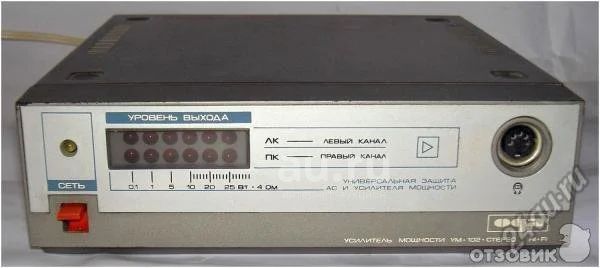 УРОВЕНЬ ВЫХОДА
ЛК ЛЕВЫЙ КАНАЛ
ПК ПРАВЫЙ КАНАЛ
0,1 1 5 10 20 25 Вт · 4 Ом
СЕТЬ
УНИВЕРСАЛЬНАЯ ЗАЩИТА
АС И УСИЛИТЕЛЯ МОЩНОСТИ
УСИЛИТЕЛЬ МОЩНОСТИ УМ-102-СТЕРЕО
ОТЗОВИК